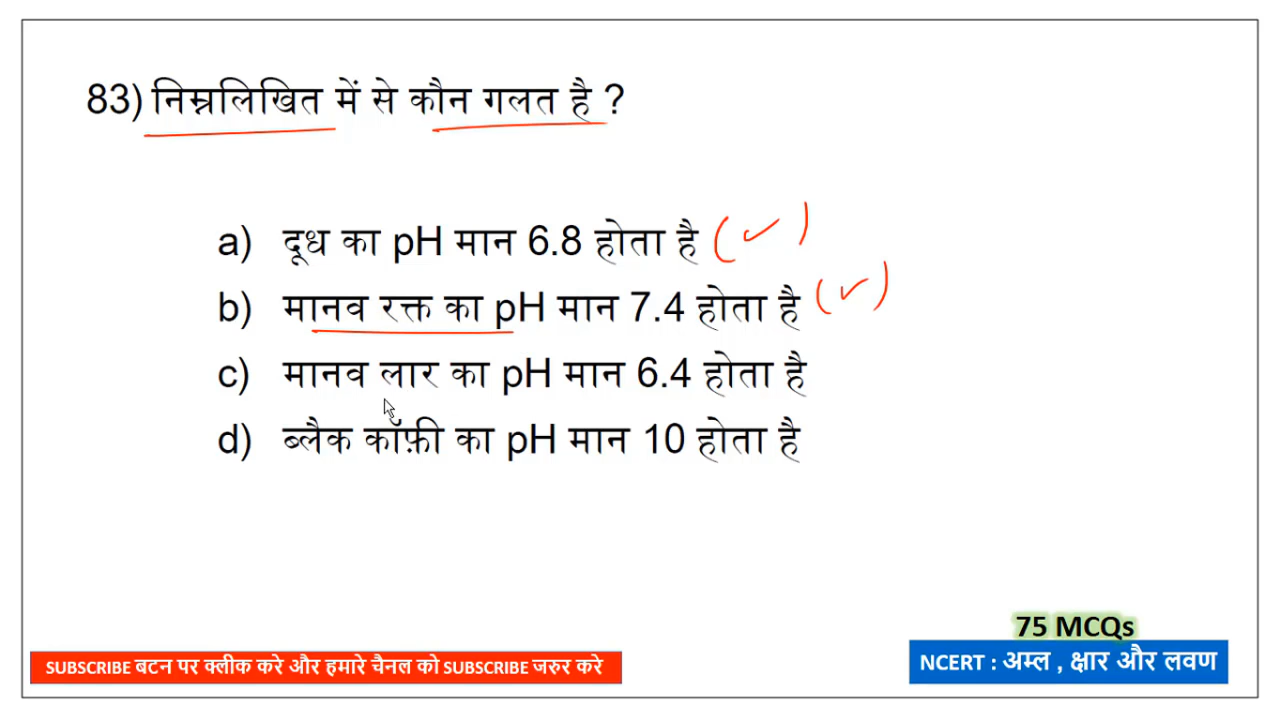 83) निम्नलिखित में से कौन गलत है ?
a) दूध का pH मान 6.8 होता है (✓)
b) मानव रक्त का pH मान 7.4 होता है (✓)
c) मानव लार का pH मान 6.4 होता है
d) ब्लैक कॉफ़ी का pH मान 10 होता है
75 MCQs
SUBSCRIBE बटन पर क्लीक करे और हमारे चैनल को SUBSCRIBE जरुर करे
NCERT : अम्ल , क्षार और लवण